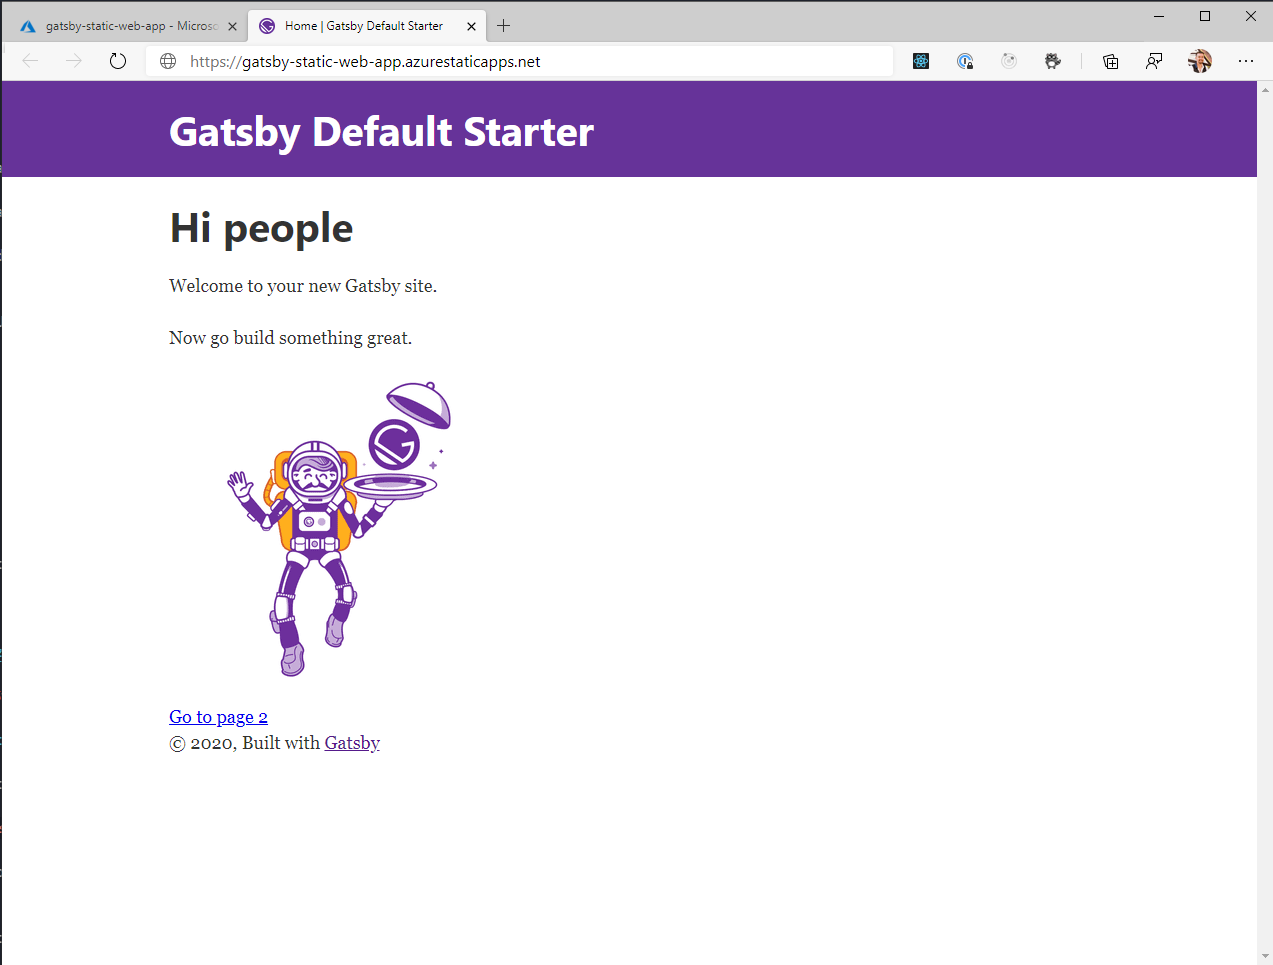 gatsby-static-web-app - Microso
Home | Gatsby Default Starter
https://gatsby-static-web-app.azurestaticapps.net
Gatsby Default Starter
Hi people
Welcome to your new Gatsby site.
Now go build something great.
Go to page 2
© 2020, Built with Gatsby